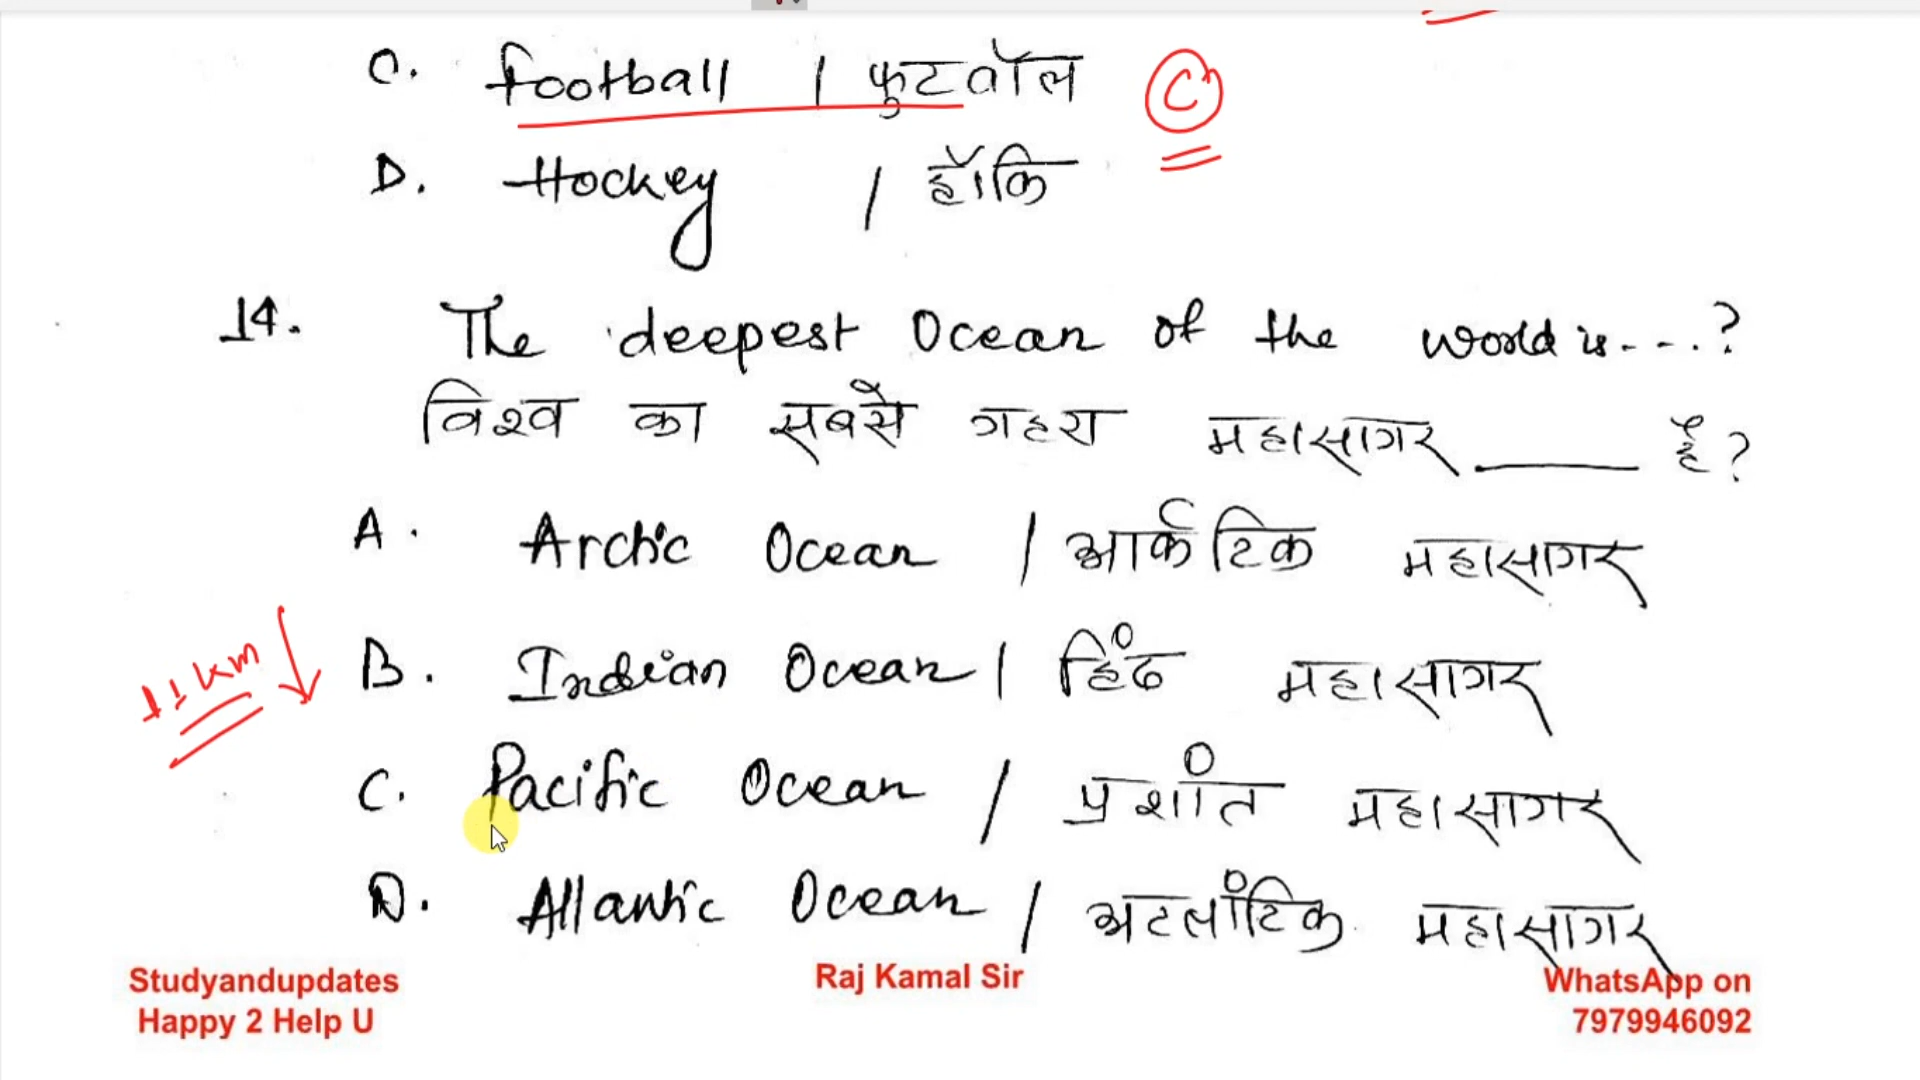 C. Football / फुटवॉल C
D. Hockey / हॉकि
14. The deepest Ocean of the world is ---.?
विश्व का सबसे गहरा महासागर ____ है?
A. Arctic Ocean / आर्कटिक महासागर
11 km
B. Indian Ocean / हिंद महासागर
C. Pacific Ocean / प्रशांत महासागर
D. Atlantic Ocean / अटलांटिक महासागर
Studyandupdates Raj Kamal Sir WhatsApp on
Happy 2 Help U 7979946092